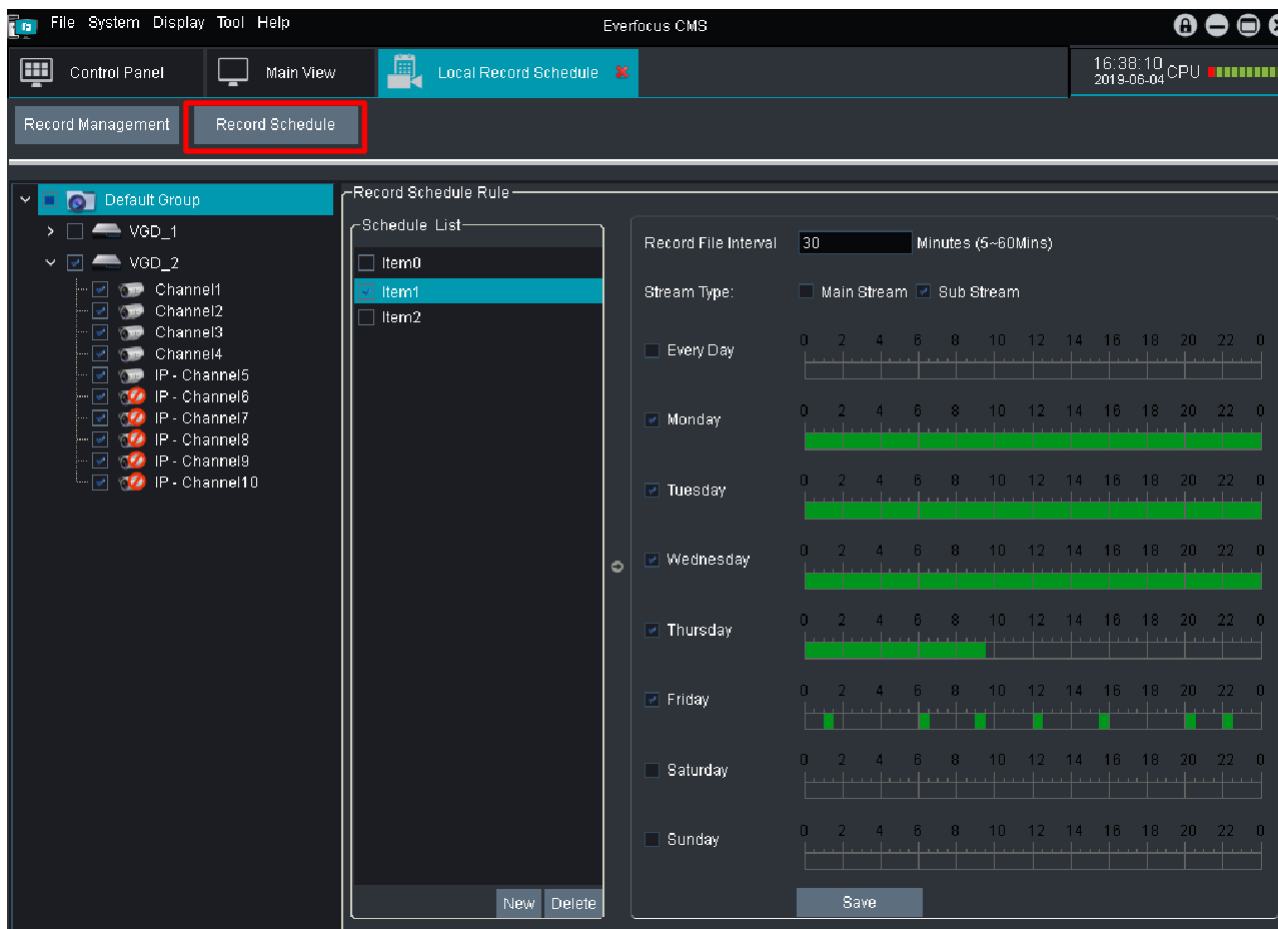 File System Display Tool Help Everfocus CMS
Control Panel Main View Local Record Schedule 16:38:10 2019-06-04 CPU
Record Management Record Schedule
Default Group
VGD_1
VGD_2
Channel1
Channel2
Channel3
Channel4
IP - Channel5
IP - Channel6
IP - Channel7
IP - Channel8
IP - Channel9
IP - Channel10
Record Schedule Rule
Schedule List
Item0
Item1
Item2
New Delete
Record File Interval 30 Minutes (5~60Mins)
Stream Type: Main Stream Sub Stream
0 2 4 6 8 10 12 14 16 18 20 22 0
Every Day
0 2 4 6 8 10 12 14 16 18 20 22 0
Monday
0 2 4 6 8 10 12 14 16 18 20 22 0
Tuesday
0 2 4 6 8 10 12 14 16 18 20 22 0
Wednesday
0 2 4 6 8 10 12 14 16 18 20 22 0
Thursday
0 2 4 6 8 10 12 14 16 18 20 22 0
Friday
0 2 4 6 8 10 12 14 16 18 20 22 0
Saturday
0 2 4 6 8 10 12 14 16 18 20 22 0
Sunday
Save